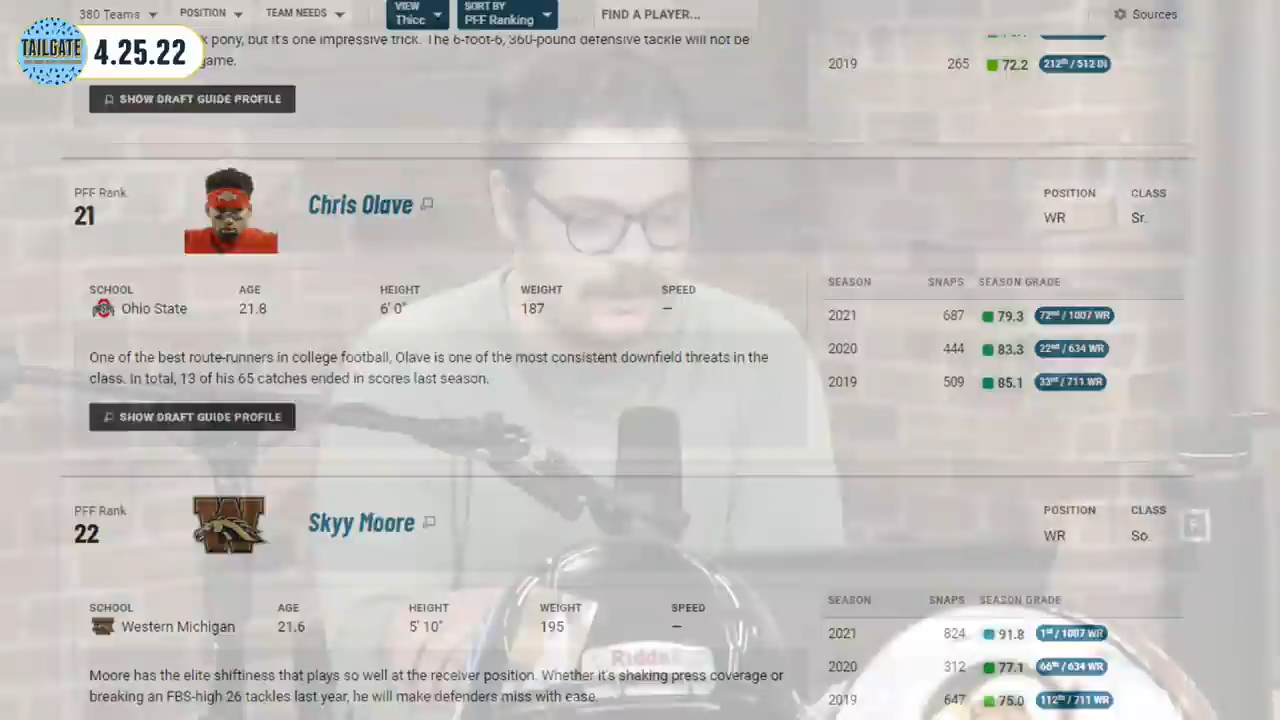 380 Teams POSITION TEAM NEEDS VIEW Thicc SORT BY PFF Ranking FIND A PLAYER... Sources
TAILGATE 4.25.22
pony, but it's one impressive trick. The 6-foot-6, 360-pound defensive tackle will not be
2019 265 72.2 212th / 512 DI
SHOW DRAFT GUIDE PROFILE
PFF Rank
21
Chris Olave
POSITION CLASS
WR Sr.
SCHOOL AGE HEIGHT WEIGHT SPEED
Ohio State 21.8 6' 0" 187 —
One of the best route-runners in college football, Olave is one of the most consistent downfield threats in the
class. In total, 13 of his 65 catches ended in scores last season.
SHOW DRAFT GUIDE PROFILE
SEASON SNAPS SEASON GRADE
2021 687 79.3 72nd / 1007 WR
2020 444 83.3 22nd / 634 WR
2019 509 85.1 33rd / 711 WR
PFF Rank
22
Skyy Moore
POSITION CLASS
WR So.
SCHOOL AGE HEIGHT WEIGHT SPEED
Western Michigan 21.6 5' 10" 195 —
Moore has the elite shiftiness that plays so well at the receiver position. Whether it's shaking press coverage or
breaking an FBS-high 26 tackles last year, he will make defenders miss with ease.
SEASON SNAPS SEASON GRADE
2021 824 91.8 1st / 1007 WR
2020 312 77.1 66th / 634 WR
2019 647 75.0 112th / 711 WR
Riddell